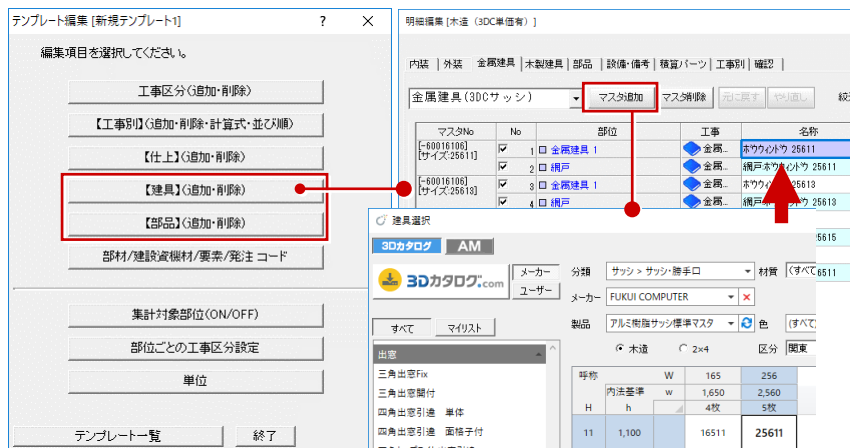 テンプレート編集 [新規テンプレート1]
? ×
編集項目を選択してください。
工事区分(追加・削除)
【工事別】(追加・削除・計算式・並び順)
【仕上】(追加・削除)
【建具】(追加・削除)
【部品】(追加・削除)
部材/建設資機材/要素/発注 コード
集計対象部位(ON/OFF)
部位ごとの工事区分設定
単位
テンプレート一覧
終了
明細編集 [木造（3DC単価有）]
内装 外装 金属建具 木製建具 部品 設備・備考 積算パーツ 工事別 確認
金属建具(3DCサッシ) マスタ追加 マスタ削除 元に戻す やり直し
マスタNo No 部位 工事 名称
[-60016106] 1 金属建具 1 金属... ボウウィンドウ 25611
[サイズ:25611]
2 網戸 金属... 網戸ボウウィンドウ 25611
[-60016106] 3 金属建具 1 金属... ボウウィンドウ 25613
[サイズ:25613]
4 網戸 金属... 網戸ボウウィンドウ 25613
25615
26511
建具選択
3Dカタログ AM
3Dカタログ.com
メーカー
ユーザー
すべて マイリスト
出窓
三角出窓Fix
三角出窓開付
四角出窓引違 単体
四角出窓引違 面格子付
分類 サッシ > サッシ・勝手口 材質 (すべて
メーカー FUKUI COMPUTER
製品 アルミ樹脂サッシ標準マスタ 色 (すべて
木造 2×4 区分 関東
呼称 W 165 256
内法基準 w 1,650 2,560
H h 4枚 5枚
11 1,100 16511 25611